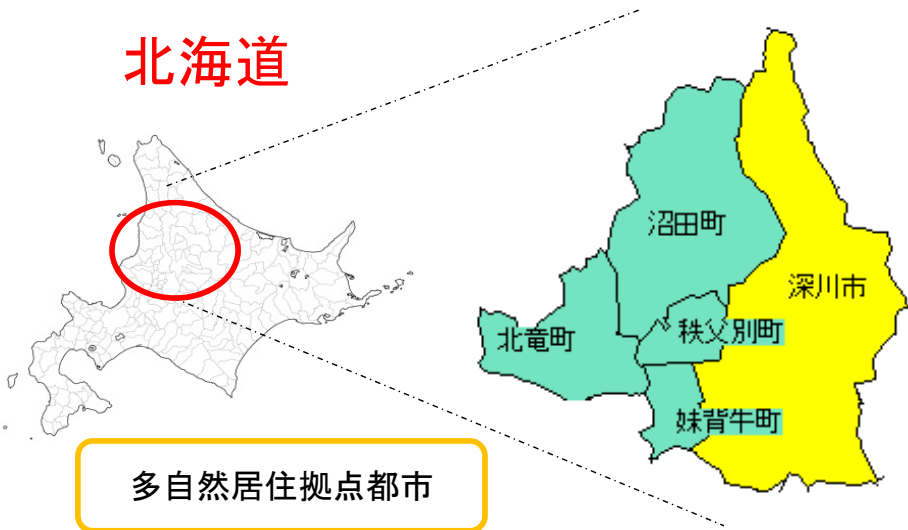 北海道
沼田町
深川市
北竜町
秩父別町
妹背牛町
多自然居住拠点都市